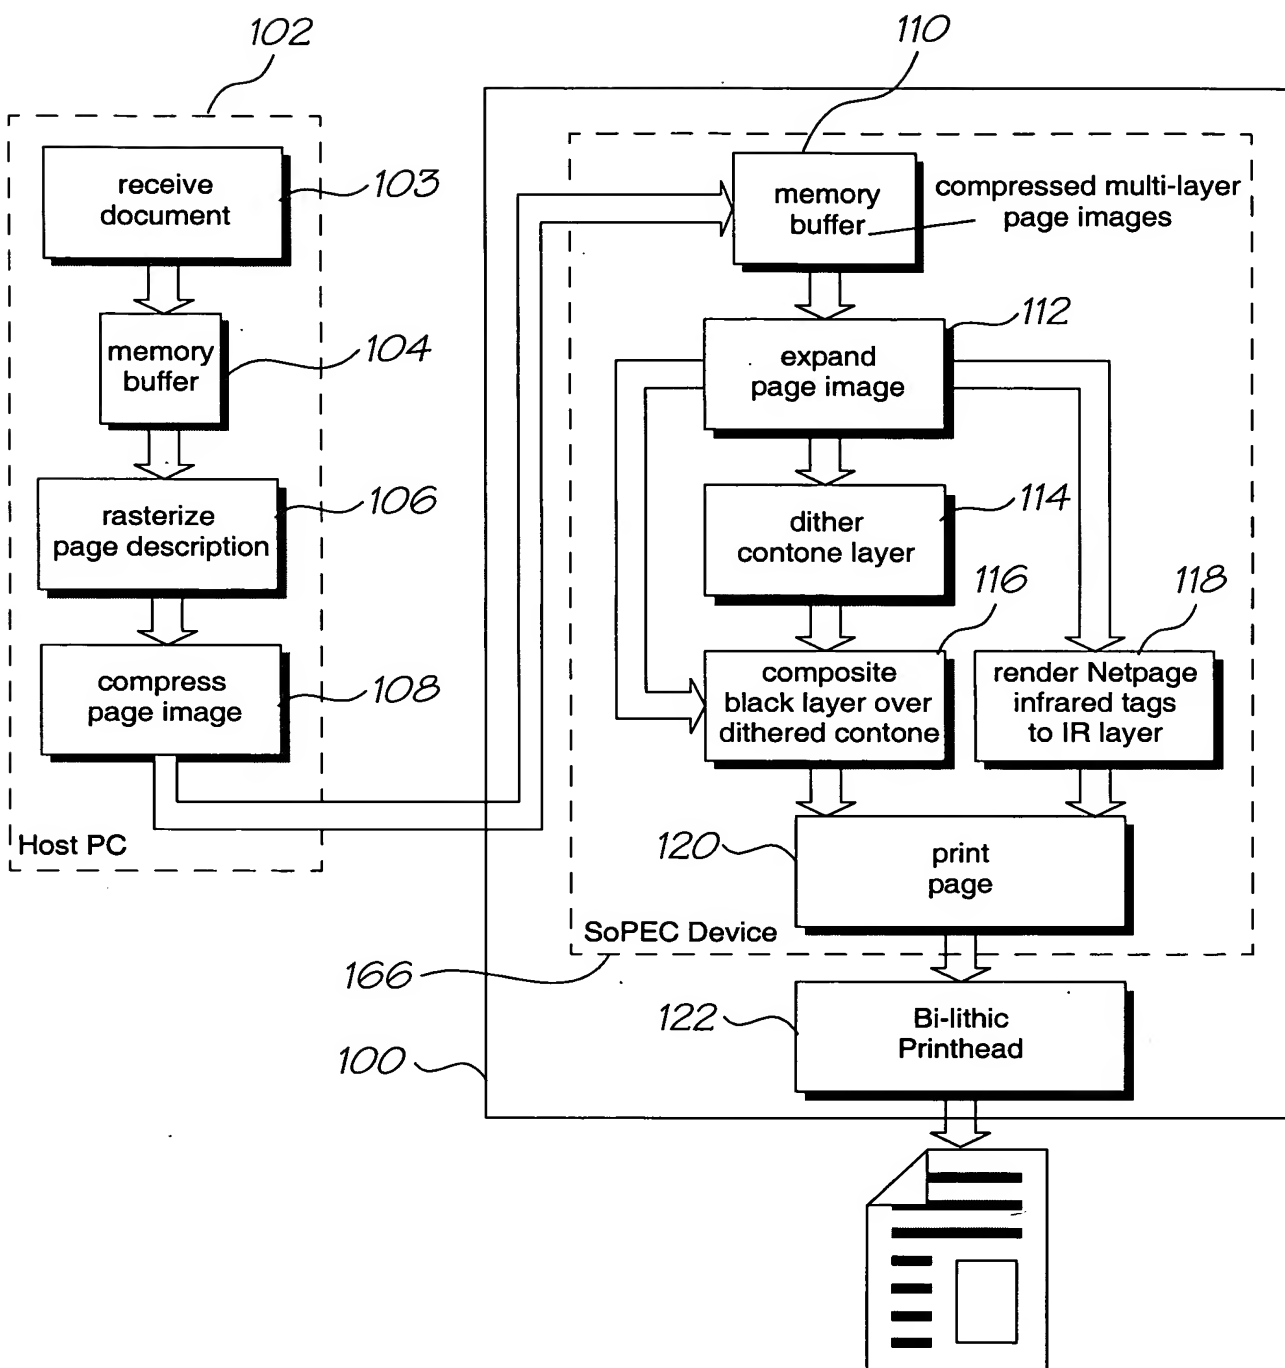 102
110
receive
document
103
memory
buffer
compressed multi-layer
page images
memory
buffer
104
expand
page image
112
rasterize
page description
106
dither
contone layer
114
116
118
compress
page image
108
composite
black layer over
dithered contone
render Netpage
infrared tags
to IR layer
Host PC
120
print
page
SoPEC Device
166
122
Bi-lithic
Printhead
100